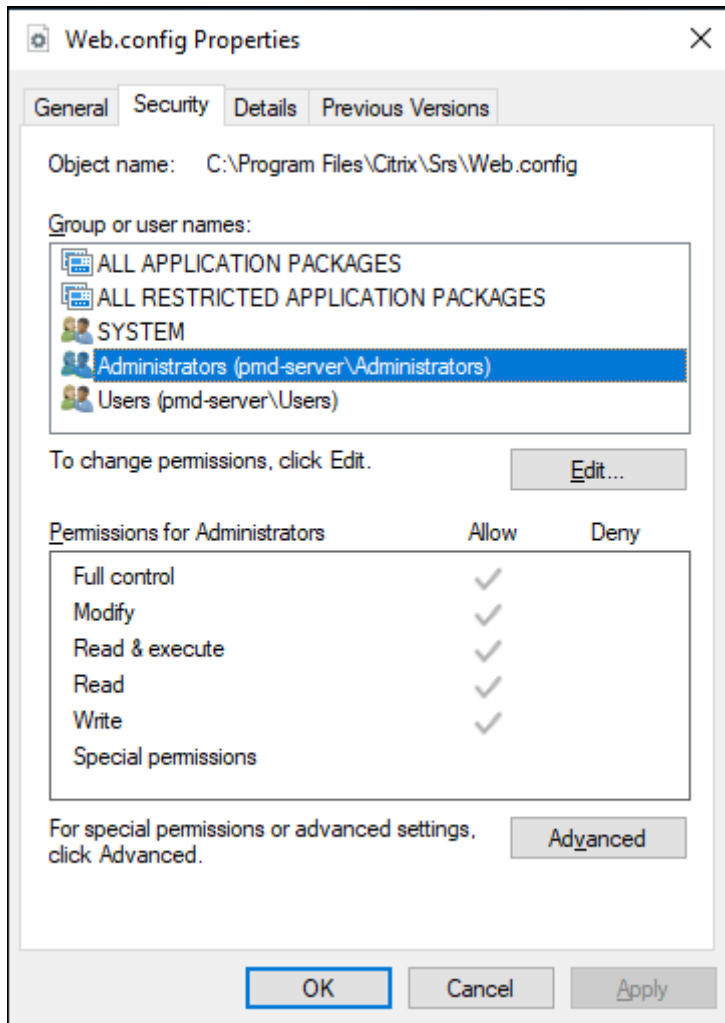 Web.config Properties
General Security Details Previous Versions
Object name: C:\Program Files\Citrix\Srs\Web.config
Group or user names:
ALL APPLICATION PACKAGES
ALL RESTRICTED APPLICATION PACKAGES
SYSTEM
Administrators (pmd-server\Administrators)
Users (pmd-server\Users)
To change permissions, click Edit. Edit...
Permissions for Administrators Allow Deny
Full control
Modify
Read & execute
Read
Write
Special permissions
For special permissions or advanced settings,
click Advanced. Advanced
OK Cancel Apply